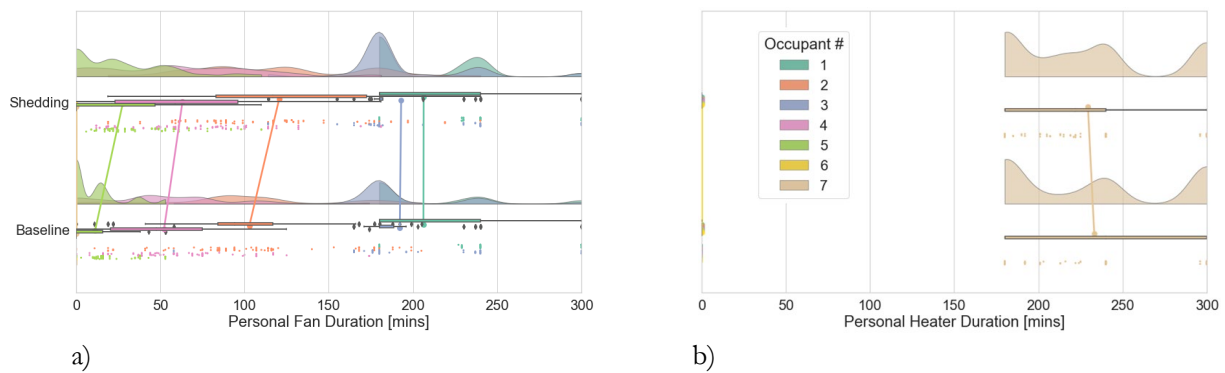 Shedding
Baseline
0 50 100 150 200 250 300
Personal Fan Duration [mins]
a)
Occupant #
1
2
3
4
5
6
7
0 50 100 150 200 250 300
Personal Heater Duration [mins]
b)